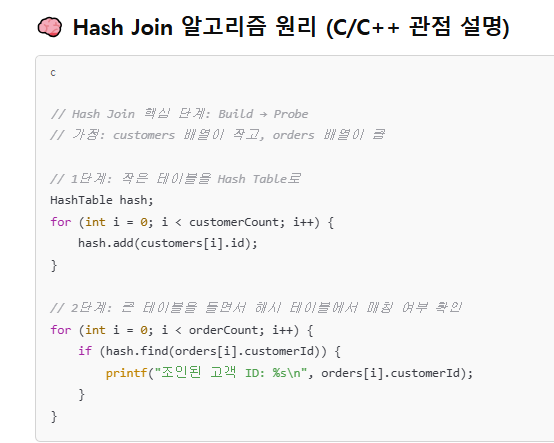 🧠 Hash Join 알고리즘 원리 (C/C++ 관점 설명)
c
// Hash Join 핵심 단계: Build → Probe
// 가정: customers 배열이 작고, orders 배열이 큼
// 1단계: 작은 테이블을 Hash Table로
HashTable hash;
for (int i = 0; i < customerCount; i++) {
    hash.add(customers[i].id);
}
// 2단계: 큰 테이블을 돌면서 해시 테이블에서 매칭 여부 확인
for (int i = 0; i < orderCount; i++) {
    if (hash.find(orders[i].customerId)) {
        printf("조인된 고객 ID: %s\n", orders[i].customerId);
    }
}